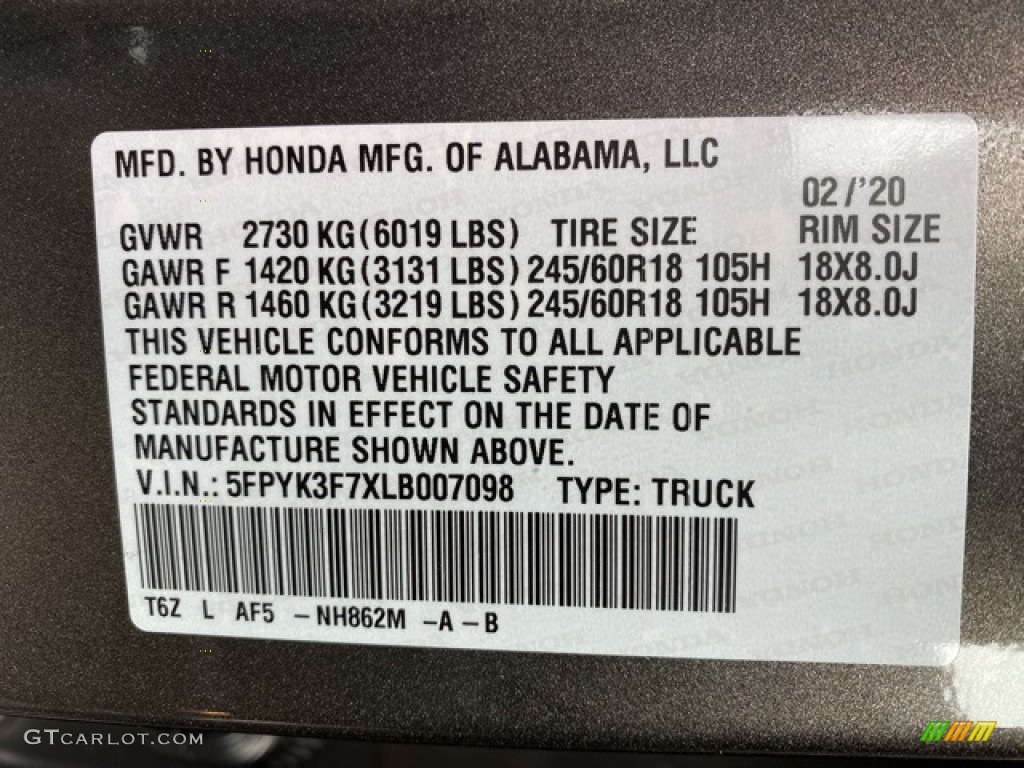 MFD. BY HONDA MFG. OF ALABAMA, LLC
02/'20
GVWR 2730 KG(6019 LBS) TIRE SIZE RIM SIZE
GAWR F 1420 KG(3131 LBS) 245/60R18 105H 18X8.0J
GAWR R 1460 KG(3219 LBS) 245/60R18 105H 18X8.0J
THIS VEHICLE CONFORMS TO ALL APPLICABLE
FEDERAL MOTOR VEHICLE SAFETY
STANDARDS IN EFFECT ON THE DATE OF
MANUFACTURE SHOWN ABOVE.
V.I.N.: 5FPYK3F7XLB007098 TYPE: TRUCK
T6Z L AF5 -NH862M -A-B
GTCARLOT.COM